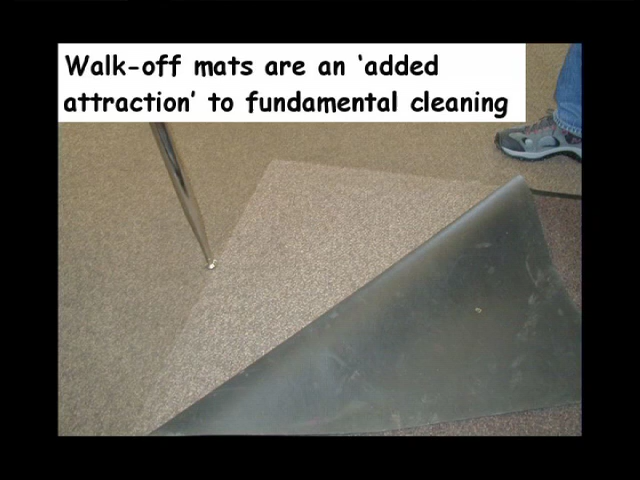 Walk-off mats are an ‘added
attraction’ to fundamental cleaning